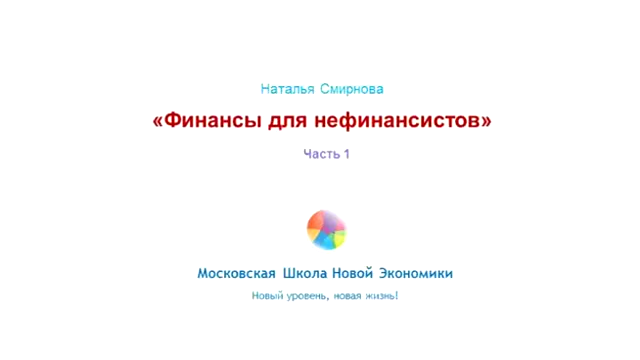 Наталья Смирнова
«Финансы для нефинансистов»
Часть 1
Московская Школа Новой Экономики
Новый уровень, новая жизнь!